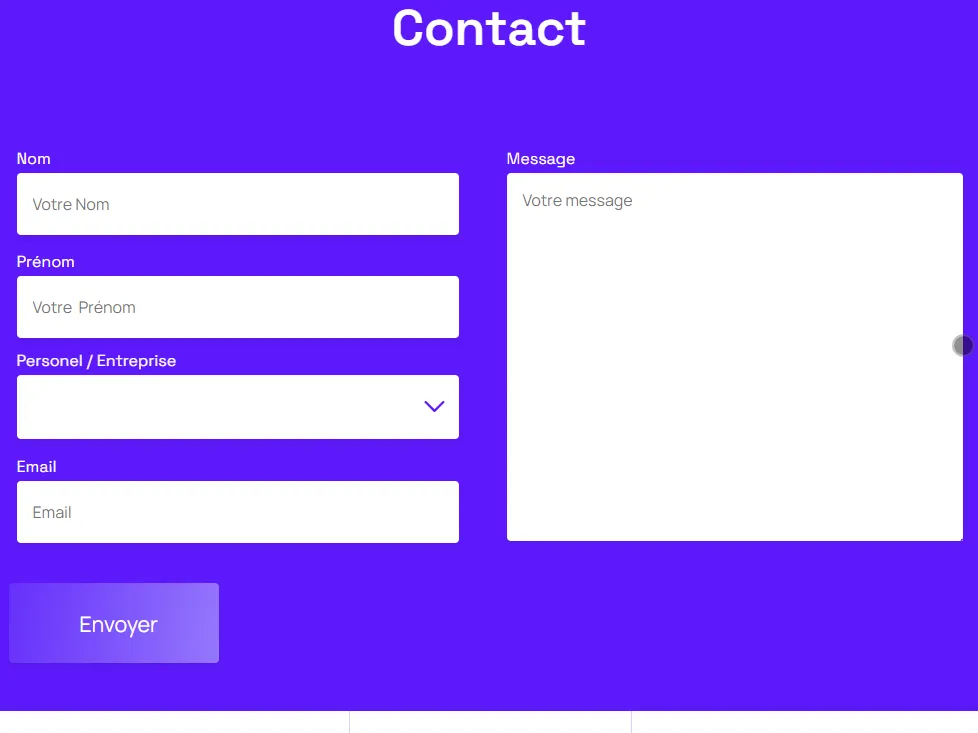 Contact
Nom
Votre Nom
Prénom
Votre Prénom
Personel / Entreprise
Email
Email
Message
Votre message
Envoyer